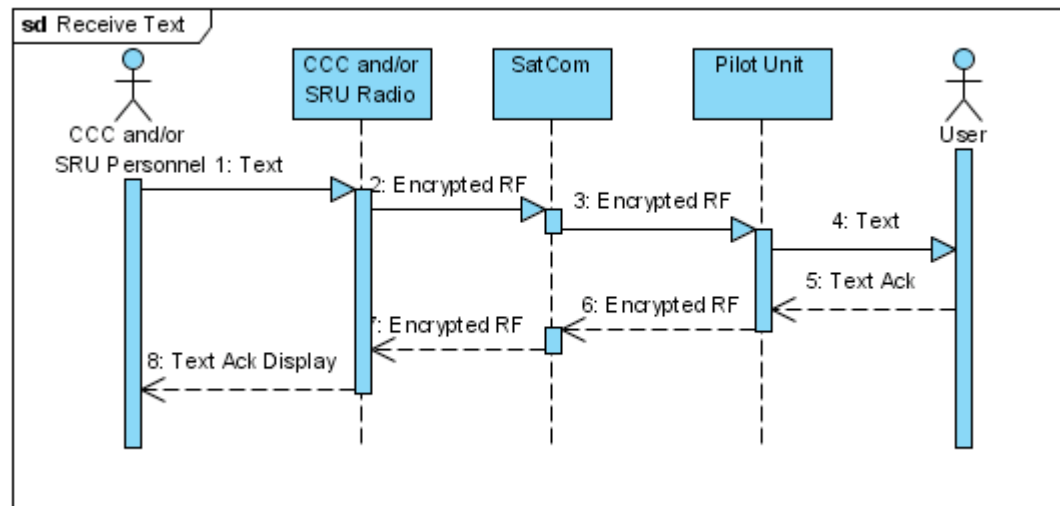 sd Receive Text
CCC and/or
SRU Radio
SatCom
Pilot Unit
CCC and/or
SRU Personnel
User
1: Text
2: Encrypted RF
3: Encrypted RF
4: Text
5: Text Ack
6: Encrypted RF
7: Encrypted RF
8: Text Ack Display